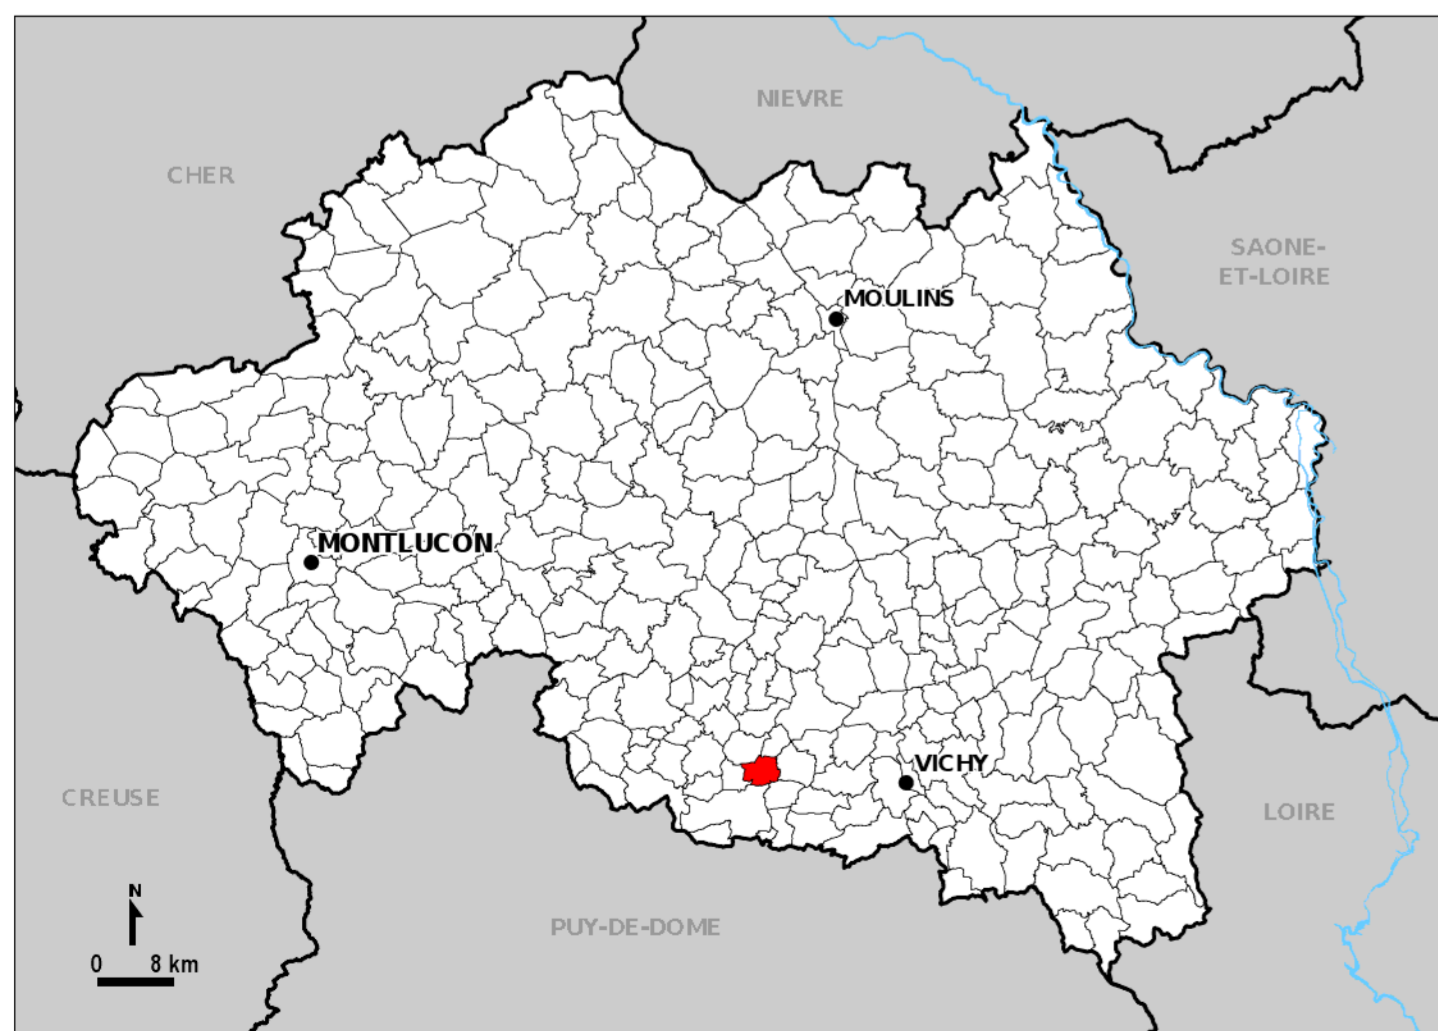 NIEVRE
CHER
SAONE-
ET-LOIRE
MOULINS
MONTLUCON
VICHY
CREUSE
LOIRE
PUY-DE-DOME
N
0 8 km